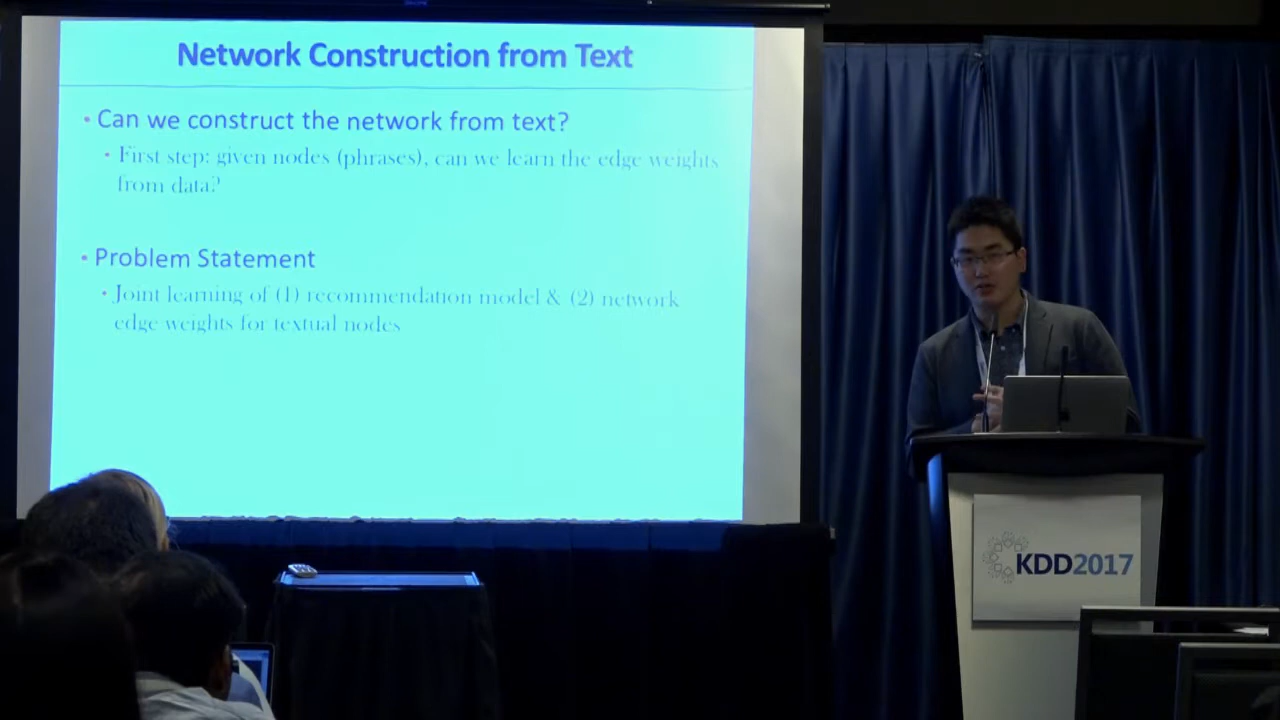 Network Construction from Text
• Can we construct the network from text?
• First step: given nodes (phrases), can we learn the edge weights
from data?
• Problem Statement
• Joint learning of (1) recommendation model & (2) network
edge weights for textual nodes
KDD2017